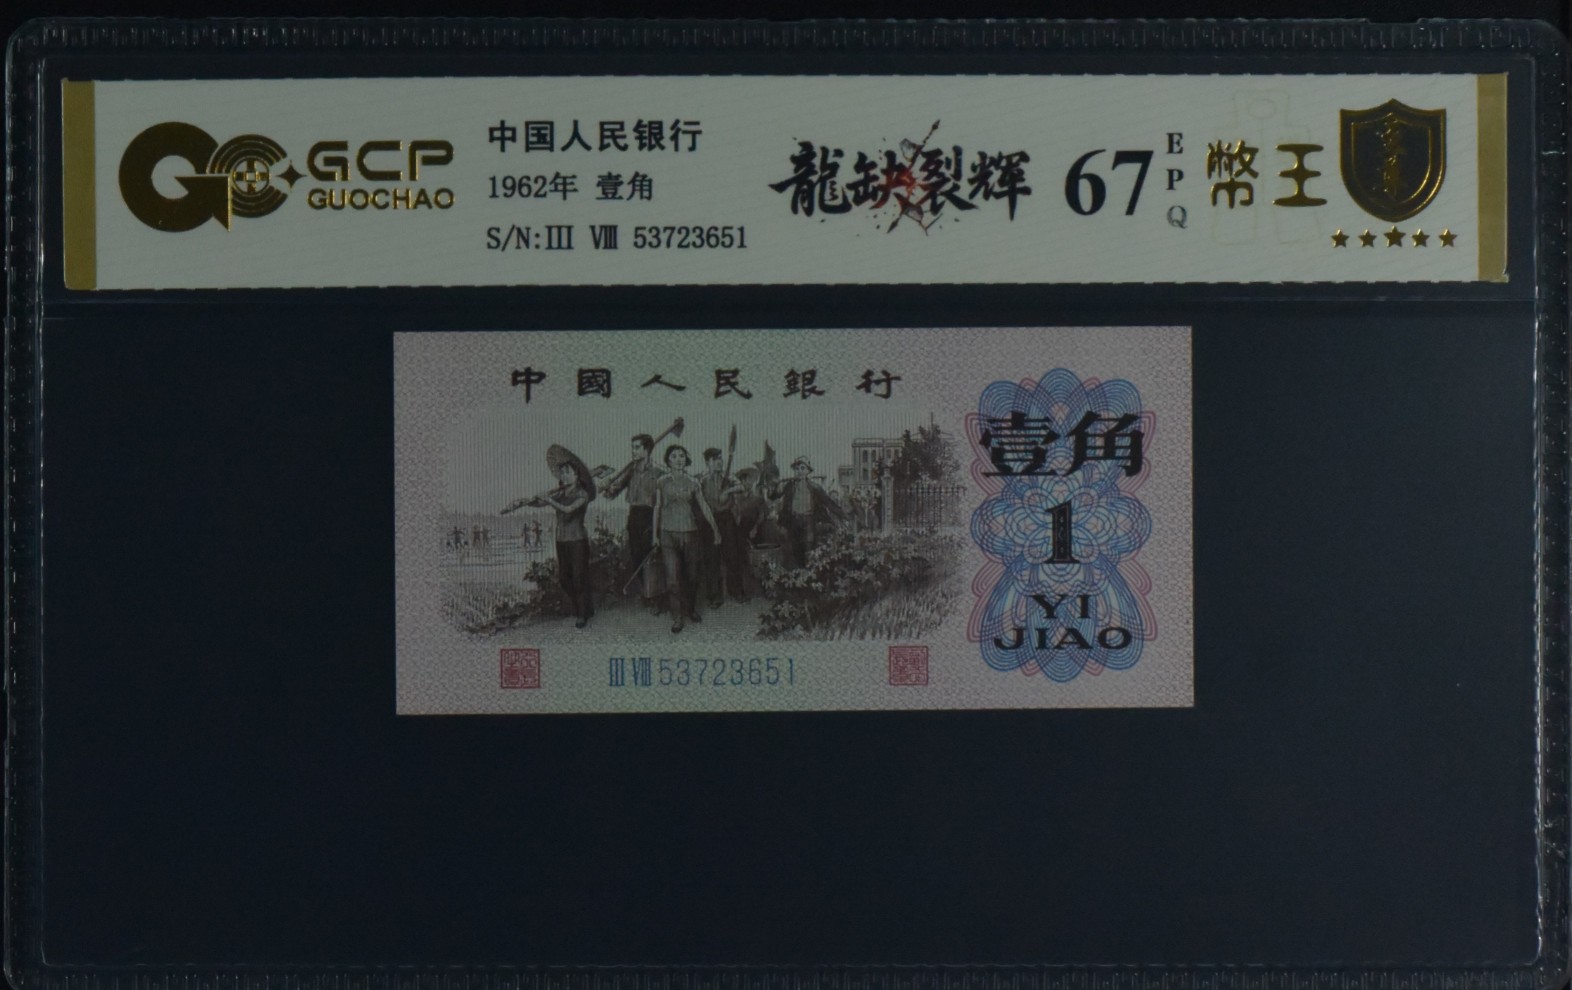 GCP
GUOCHAO
中国人民银行
1962年 壹角
S/N:III VIII 53723651
龍缺裂輝
67
EPQ
幣王
中國人民銀行
壹角
1
YI
JIAO
III VIII 53723651